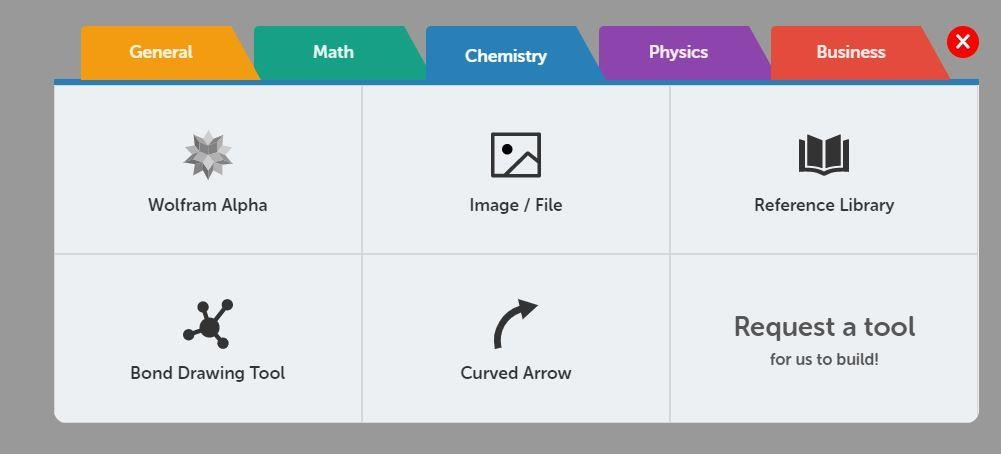 General
Math
Chemistry
Physics
Business
Wolfram Alpha
Image / File
Reference Library
Bond Drawing Tool
Curved Arrow
Request a tool
for us to build!